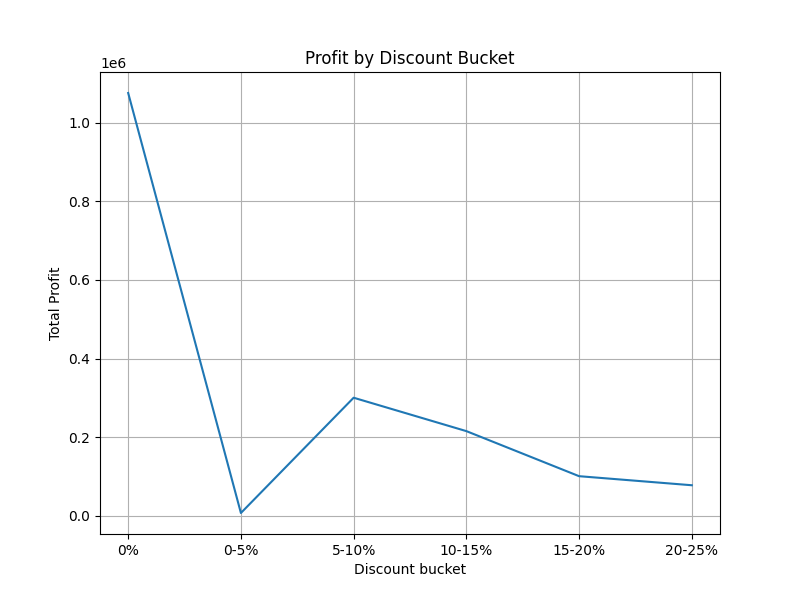 Profit by Discount Bucket
1e6
1.0
0.8
0.6
0.4
0.2
0.0
Total Profit
0% 0-5% 5-10% 10-15% 15-20% 20-25%
Discount bucket